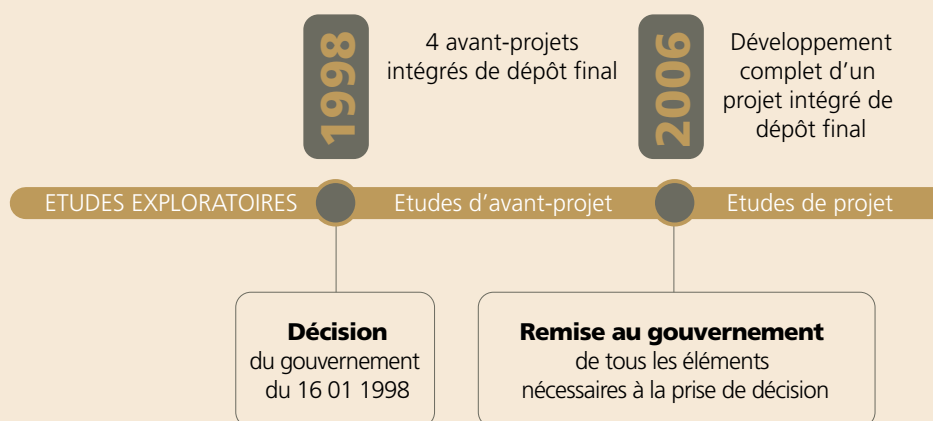 1998
4 avant-projets
intégrés de dépôt final
2006
Développement
complet d’un
projet intégré de
dépôt final
ETUDES EXPLORATOIRES
Etudes d’avant-projet
Etudes de projet
Décision
du gouvernement
du 16 01 1998
Remise au gouvernement
de tous les éléments
nécessaires à la prise de décision